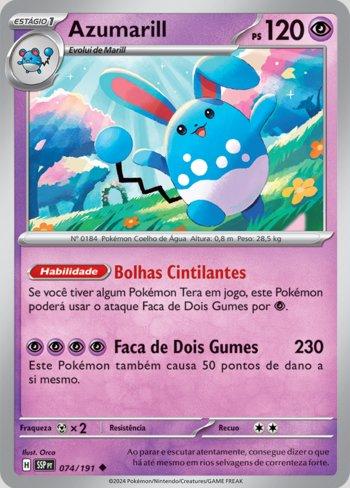 ESTÁGIO 1
Azumarill
PS 120
Evolui de Marill
Nº 0184 Pokémon Coelho de Água Altura: 0,8 m Peso: 28,5 kg
Habilidade Bolhas Cintilantes
Se você tiver algum Pokémon Tera em jogo, este Pokémon
poderá usar o ataque Faca de Dois Gumes por .
Faca de Dois Gumes 230
Este Pokémon também causa 50 pontos de dano a
si mesmo.
Fraqueza ×2 Resistência Recuo
Ilust. Orca
Ao parar e escutar atentamente, consegue dizer o que
há até mesmo em rios selvagens de correnteza forte.
H SSP PT 074/191
©2024 Pokémon/Nintendo/Creatures/GAME FREAK